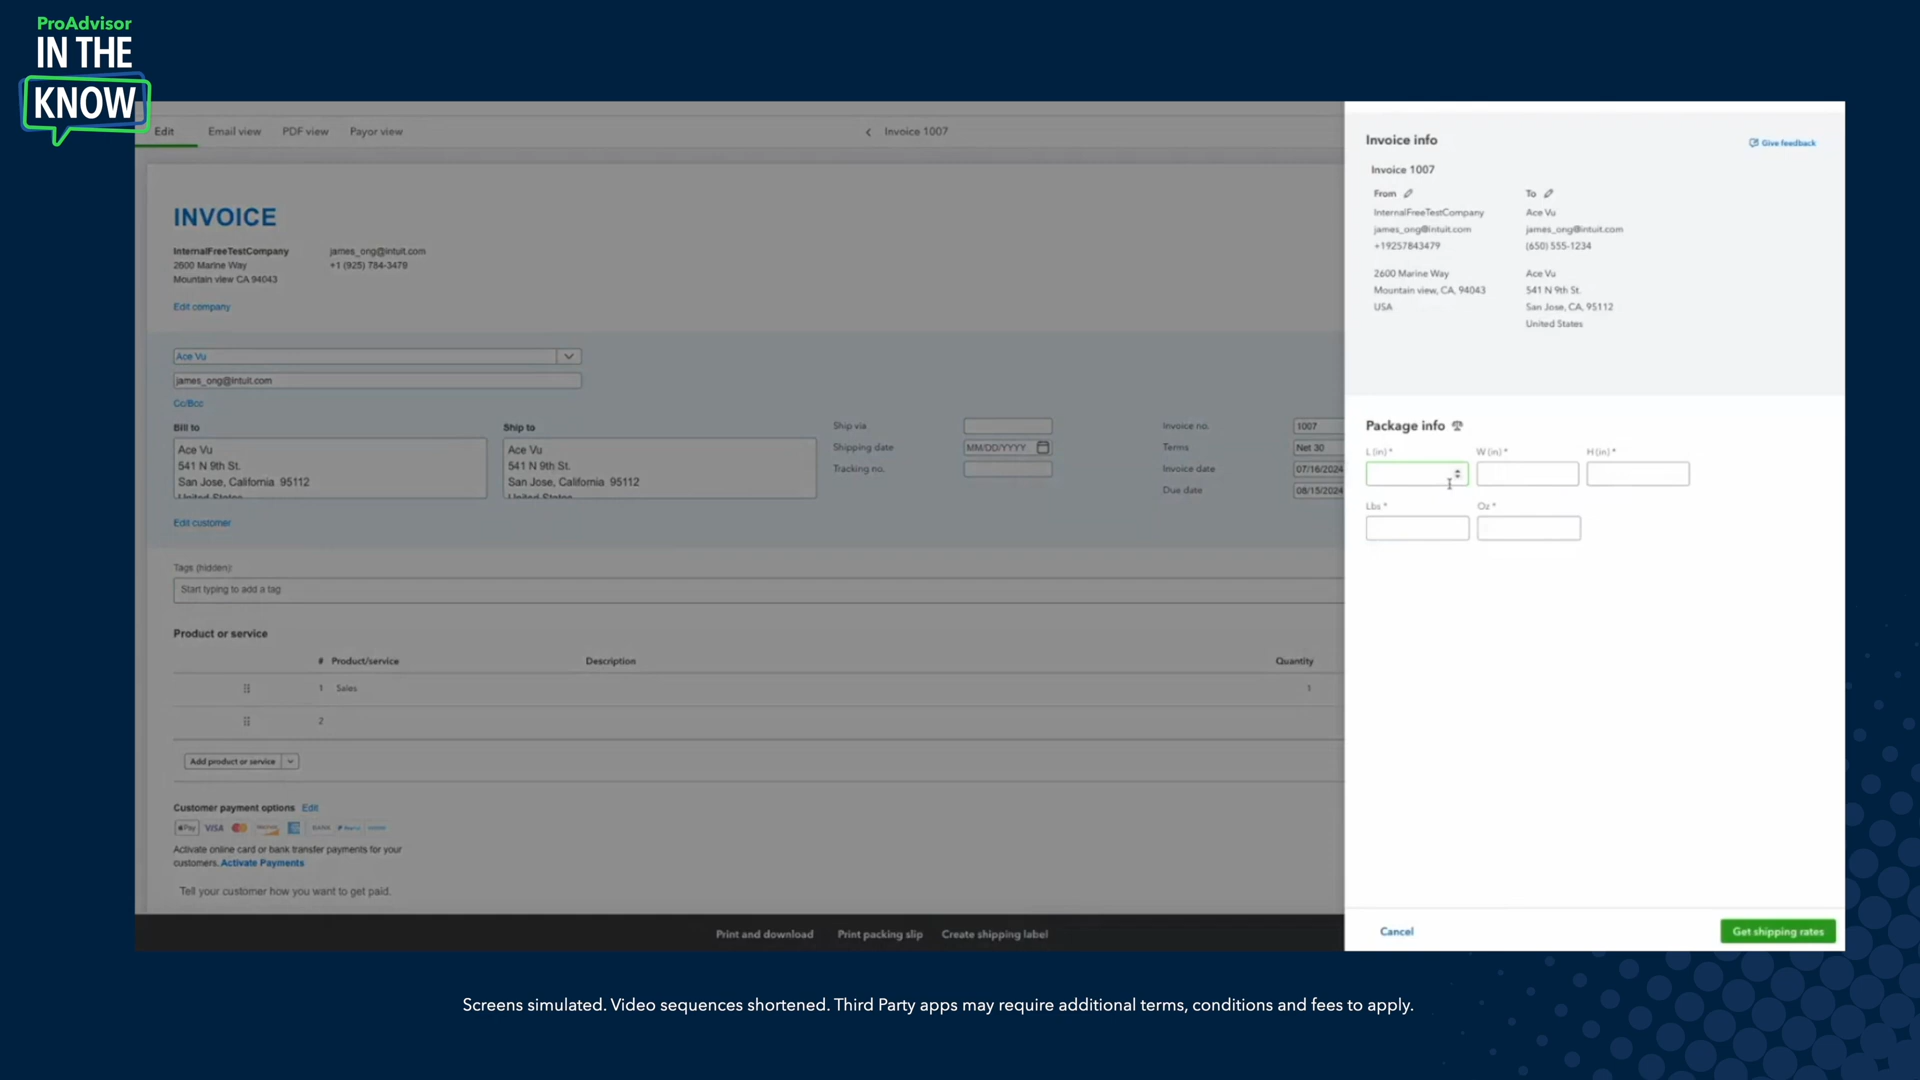 ProAdvisor
IN THE
KNOW
Edit
Email view
PDF view
Payor view
Invoice 1007
INVOICE
InternalFreeTestCompany
2600 Marine Way
Mountain view CA 94043
james_ong@intuit.com
+1 (925) 784-3479
Edit company
Ace Vu
james_ong@intuit.com
Cc/Bcc
Bill to
Ace Vu
541 N 9th St.
San Jose, California 95112
United States
Ship to
Ace Vu
541 N 9th St.
San Jose, California 95112
United States
Ship via
Shipping date
MM/DD/YYYY
Tracking no.
Invoice no.
1007
Terms
Net 30
Invoice date
07/16/2024
Due date
08/15/2024
Edit customer
Tags (hidden):
Start typing to add a tag
Product or service
# Product/service
Description
Quantity
1 Sales
1
2
Add product or service
Customer payment options Edit
Pay
VISA
BANK
Activate online card or bank transfer payments for your
customers. Activate Payments
Tell your customer how you want to get paid.
Print and download
Print packing slip
Create shipping label
Invoice info
Give feedback
Invoice 1007
From
InternalFreeTestCompany
james_ong@intuit.com
+19257843479
2600 Marine Way
Mountain view, CA, 94043
USA
To
Ace Vu
james_ong@intuit.com
(650) 555-1234
Ace Vu
541 N 9th St.
San Jose, CA, 95112
United States
Package info
L (in) *
W (in) *
H (in) *
Lbs *
Oz *
Cancel
Get shipping rates
Screens simulated. Video sequences shortened. Third Party apps may require additional terms, conditions and fees to apply.